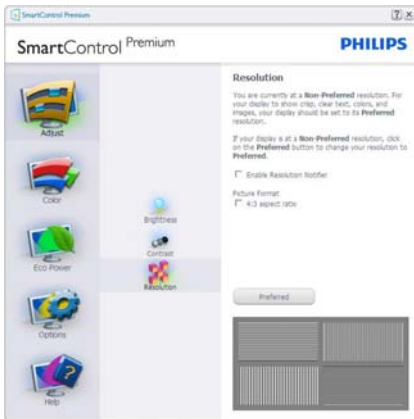 SmartControl Premium
SmartControl Premium
PHILIPS
Adjust
Color
Eco Power
Options
Help
Brightness
Contrast
Resolution
Resolution
You are currently at a Non-Preferred resolution. For
your display to show crisp, clear text, colors, and
images, your display should be set to its Preferred
resolution.
If your display is at a Non-Preferred resolution, click
on the Preferred button to change your resolution to
Preferred.
Enable Resolution Notifier
Picture Format
4:3 aspect ratio
Preferred